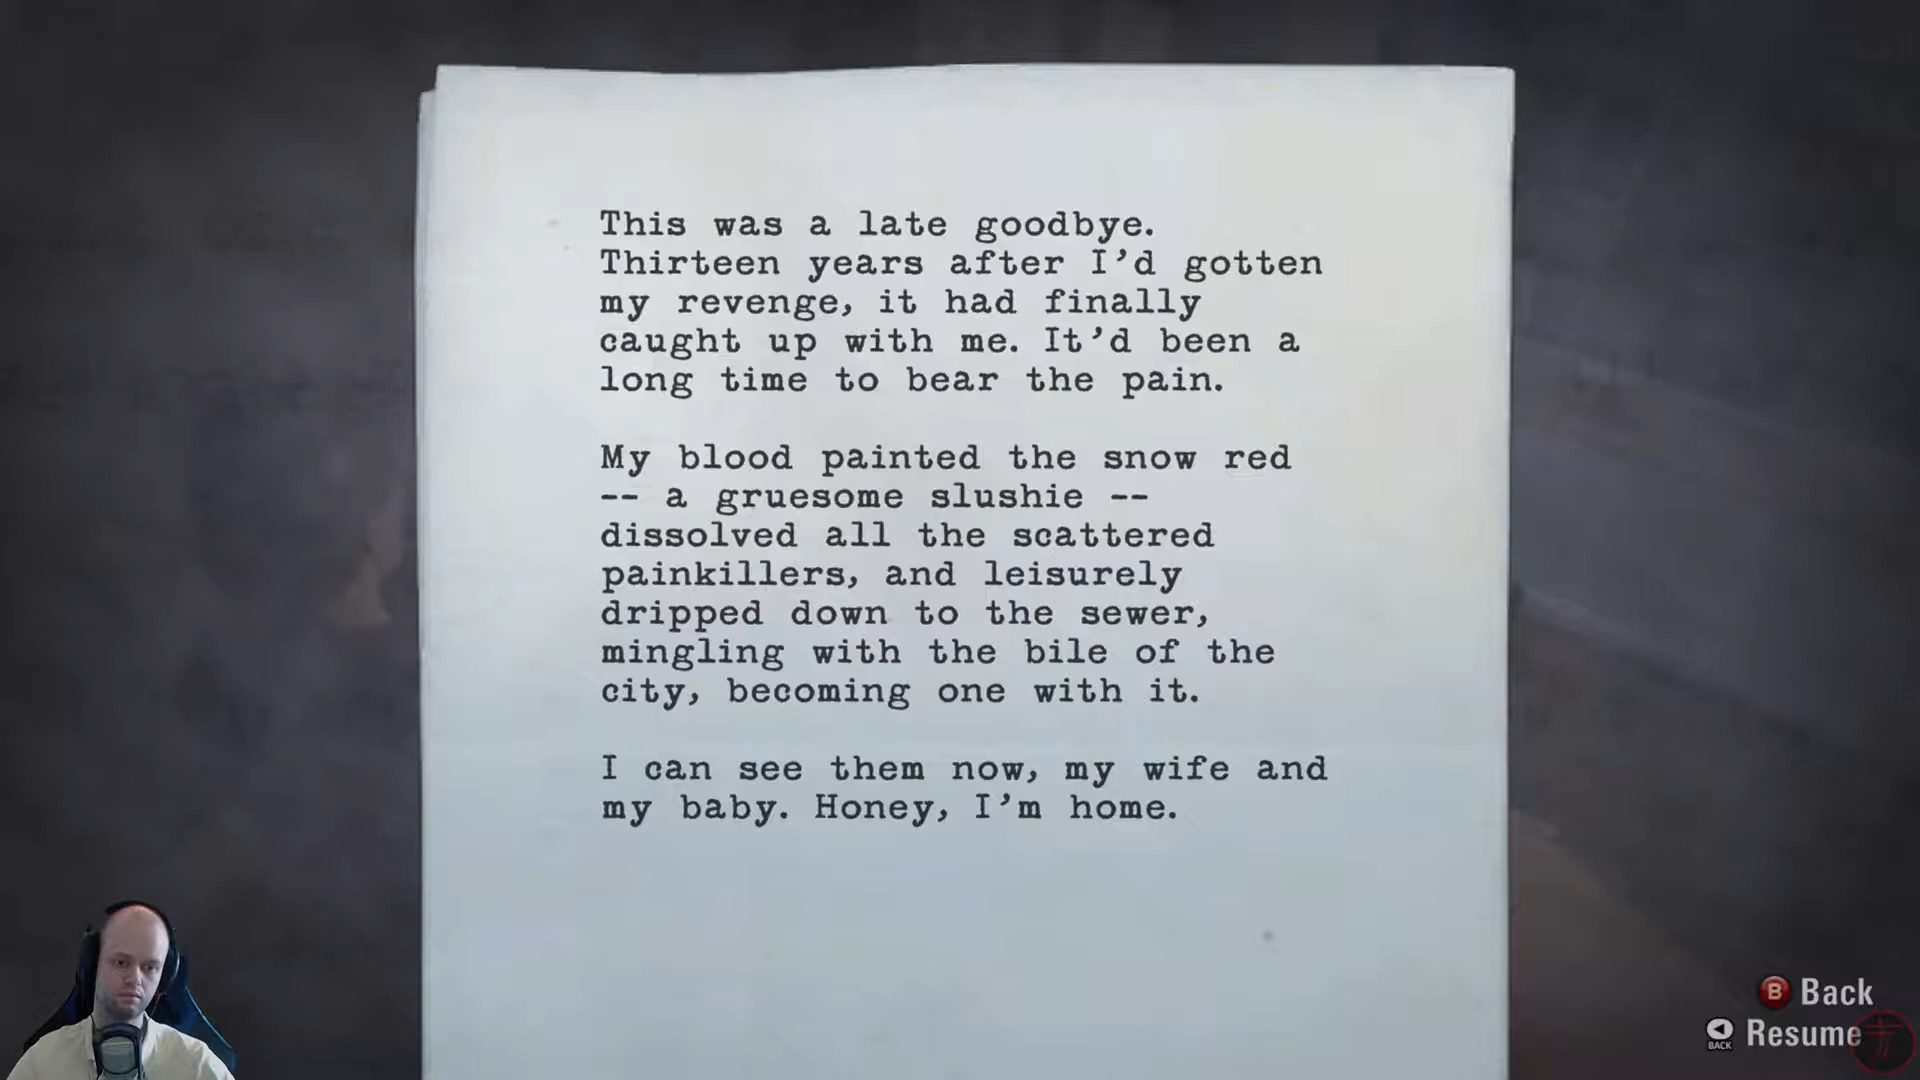 This was a late goodbye.
Thirteen years after I’d gotten
my revenge, it had finally
caught up with me. It’d been a
long time to bear the pain.
My blood painted the snow red
-- a gruesome slushie --
dissolved all the scattered
painkillers, and leisurely
dripped down to the sewer,
mingling with the bile of the
city, becoming one with it.
I can see them now, my wife and
my baby. Honey, I’m home.
B Back
BACK Resume